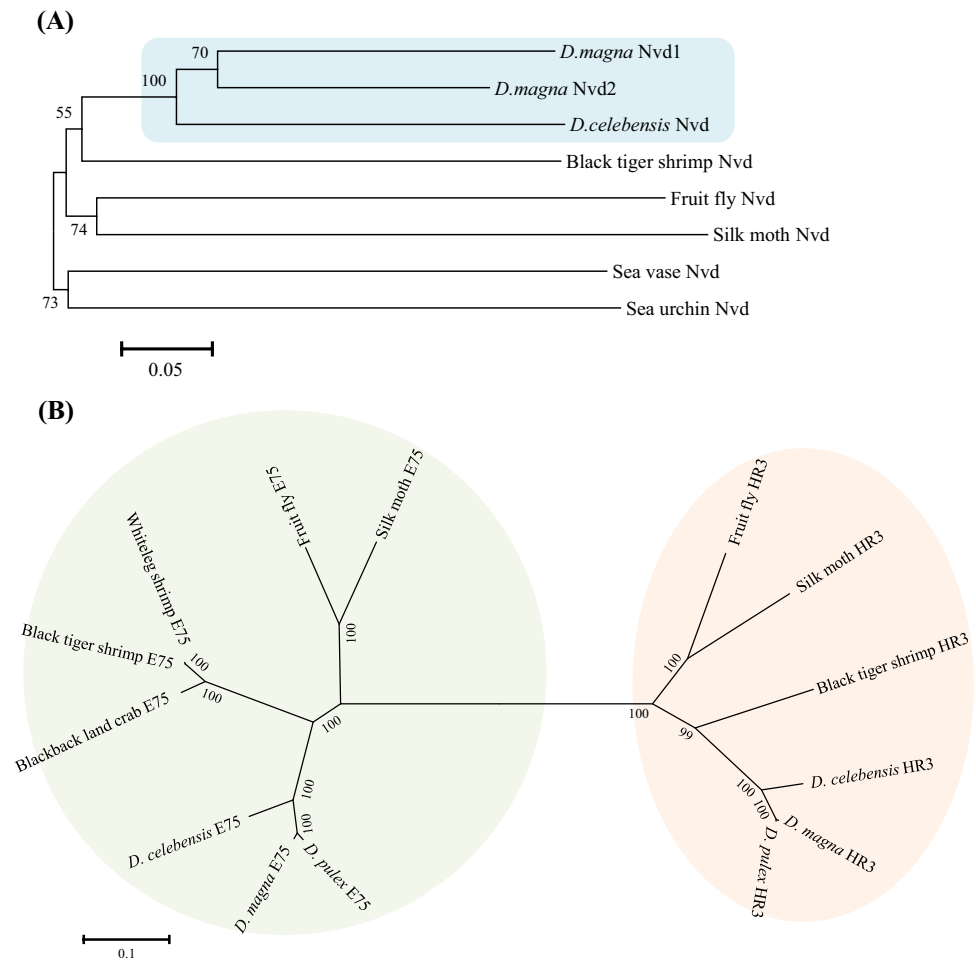 (A)
70
D.magna Nvd1
100
D.magna Nvd2
55
D.celebensis Nvd
Black tiger shrimp Nvd
Fruit fly Nvd
74
Silk moth Nvd
Sea vase Nvd
73
Sea urchin Nvd
0.05
(B)
Fruit fly E75
Silk moth E75
100
Whiteleg shrimp E75
Black tiger shrimp E75
100
100
Blackback land crab E75
100
100
D. celebensis E75
100
D. magna E75
D. pulex E75
0.1
Fruit fly HR3
Silk moth HR3
100
100
Black tiger shrimp HR3
99
D. celebensis HR3
100
100
D. magna HR3
D. pulex HR3